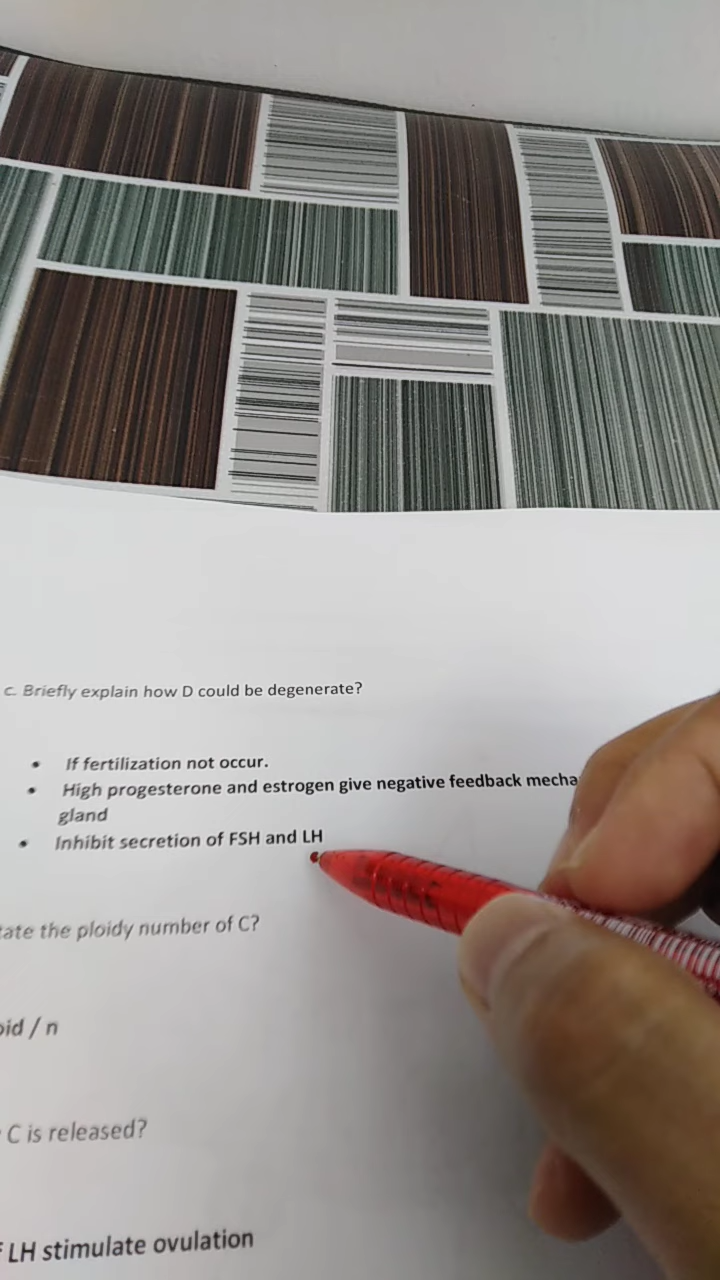 c. Briefly explain how D could be degenerate?
• If fertilization not occur.
• High progesterone and estrogen give negative feedback mecha
gland
• Inhibit secretion of FSH and LH
tate the ploidy number of C?
oid / n
C is released?
f LH stimulate ovulation